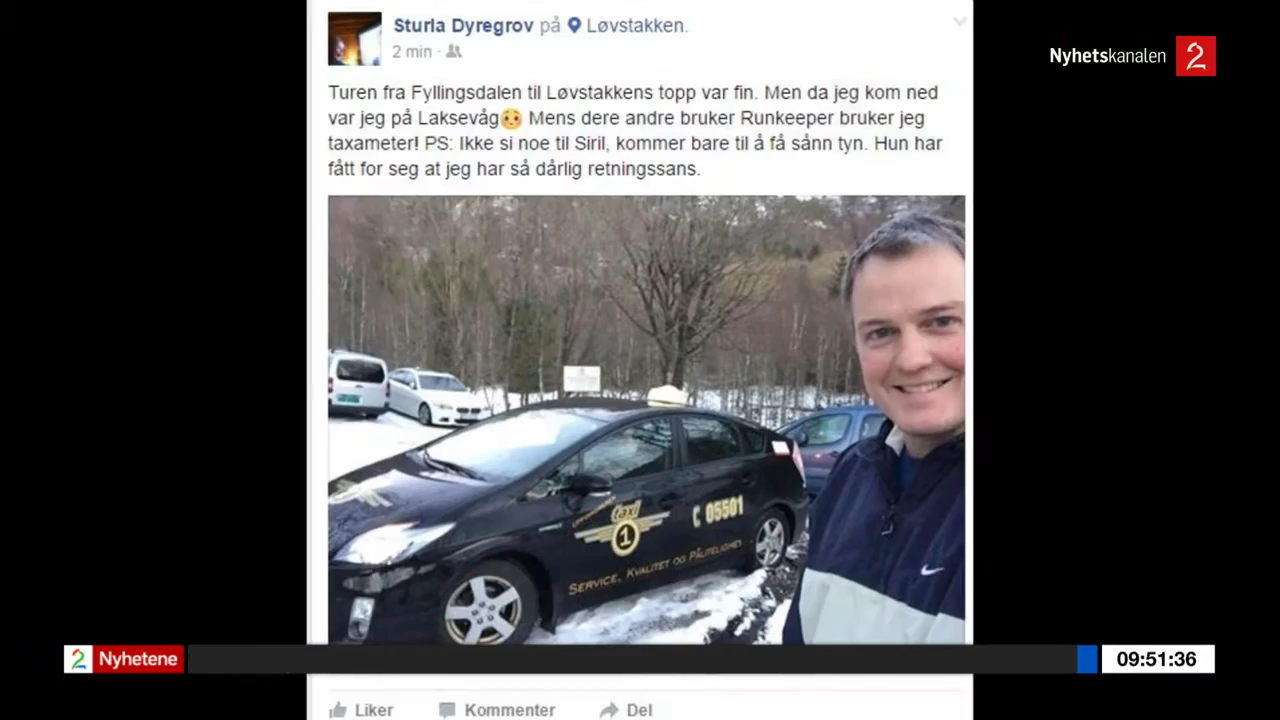 Sturla Dyregrov på Løvstakken.
2 min
Nyhetskanalen 2
Turen fra Fyllingsdalen til Løvstakkens topp var fin. Men da jeg kom ned
var jeg på Laksevåg🥺 Mens dere andre bruker Runkeeper bruker jeg
taxameter! PS: Ikke si noe til Siril, kommer bare til å få sånn tyn. Hun har
fått for seg at jeg har så dårlig retningssans.
taxi
05501
1
SERVICE, KVALITET OG PÅLITELIGHET
2 Nyhetene
09:51:36
Liker Kommenter Del